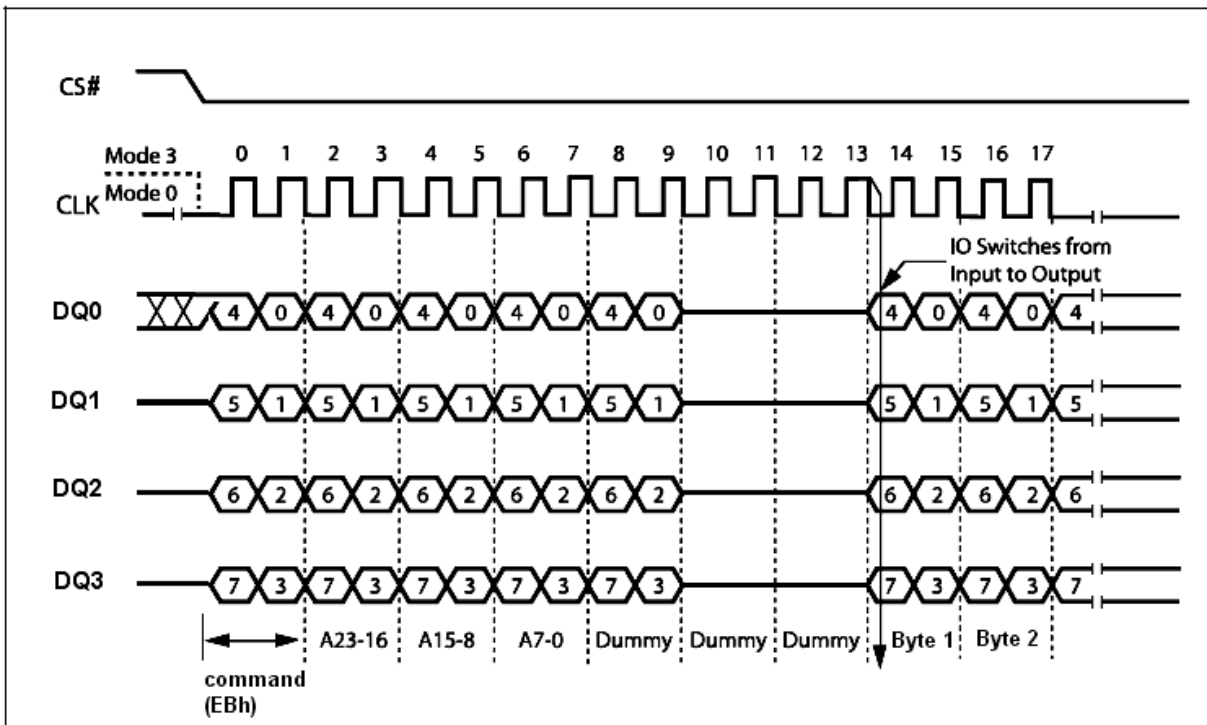 CS#
Mode 3
0 1 2 3 4 5 6 7 8 9 10 11 12 13 14 15 16 17
Mode 0
CLK
IO Switches from
Input to Output
DQ0 4 0 4 0 4 0 4 0 4 0 4 0 4 0 4
DQ1 5 1 5 1 5 1 5 1 5 1 5 1 5 1 5
DQ2 6 2 6 2 6 2 6 2 6 2 6 2 6 2 6
DQ3 7 3 7 3 7 3 7 3 7 3 7 3 7 3 7
A23-16 A15-8 A7-0 Dummy Dummy Dummy Byte 1 Byte 2
command
(EBh)